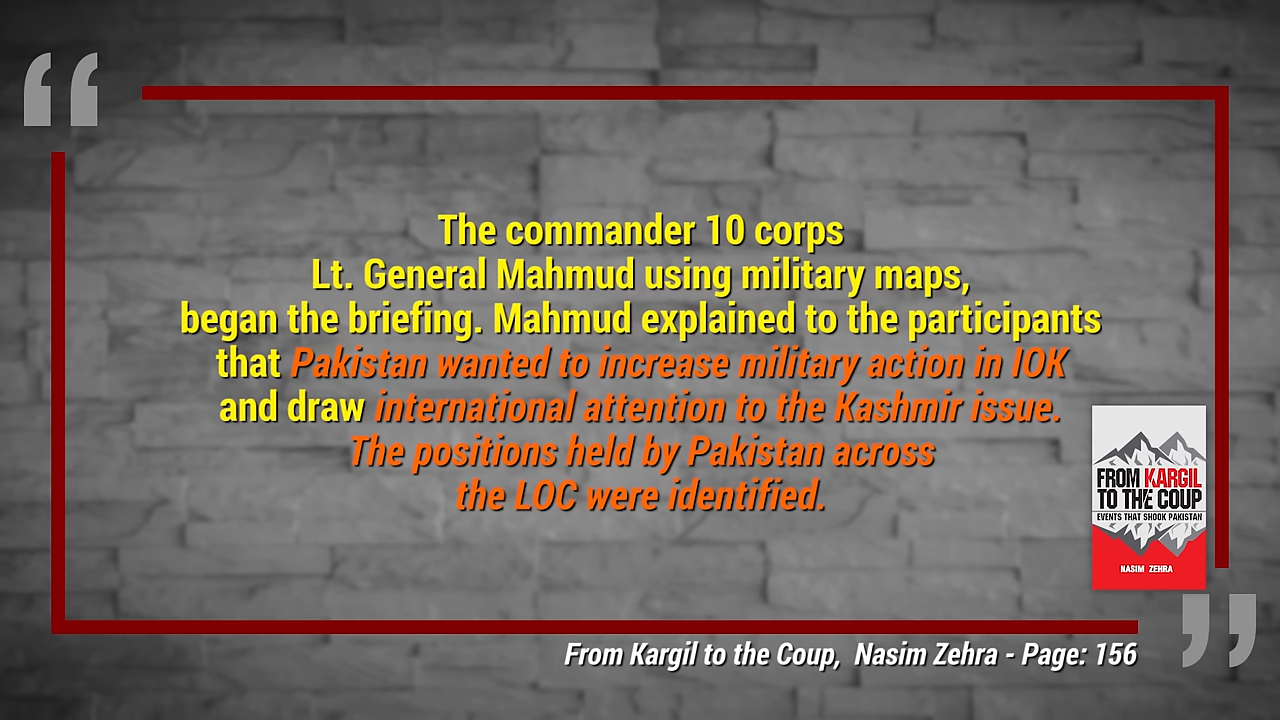 “
The commander 10 corps
Lt. General Mahmud using military maps,
began the briefing. Mahmud explained to the participants
that Pakistan wanted to increase military action in IOK
and draw international attention to the Kashmir issue.
The positions held by Pakistan across
the LOC were identified.
FROM KARGIL
TO THE COUP
EVENTS THAT SHOOK PAKISTAN
NASIM ZEHRA
”
From Kargil to the Coup, Nasim Zehra - Page: 156